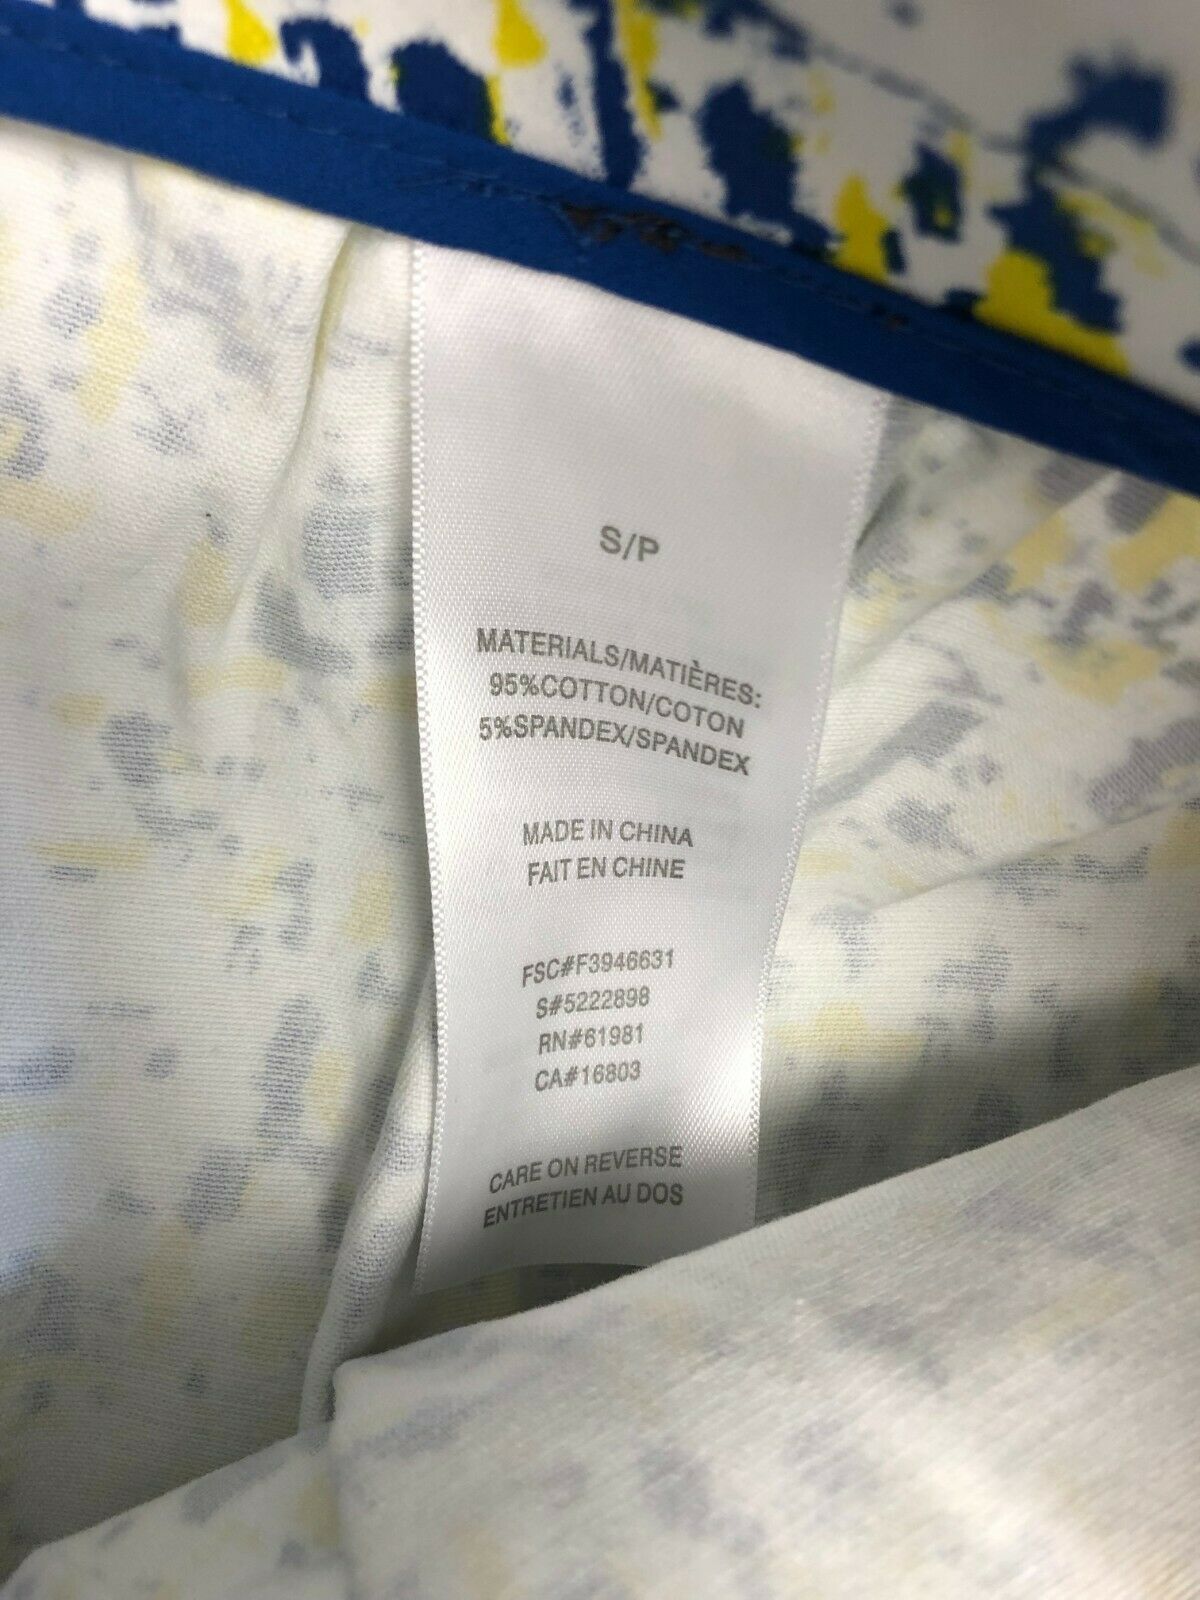 S/P
MATERIALS/MATIÈRES:
95%COTTON/COTON
5%SPANDEX/SPANDEX
MADE IN CHINA
FAIT EN CHINE
FSC#F3946631
S#5222898
RN#61981
CA#16803
CARE ON REVERSE
ENTRETIEN AU DOS